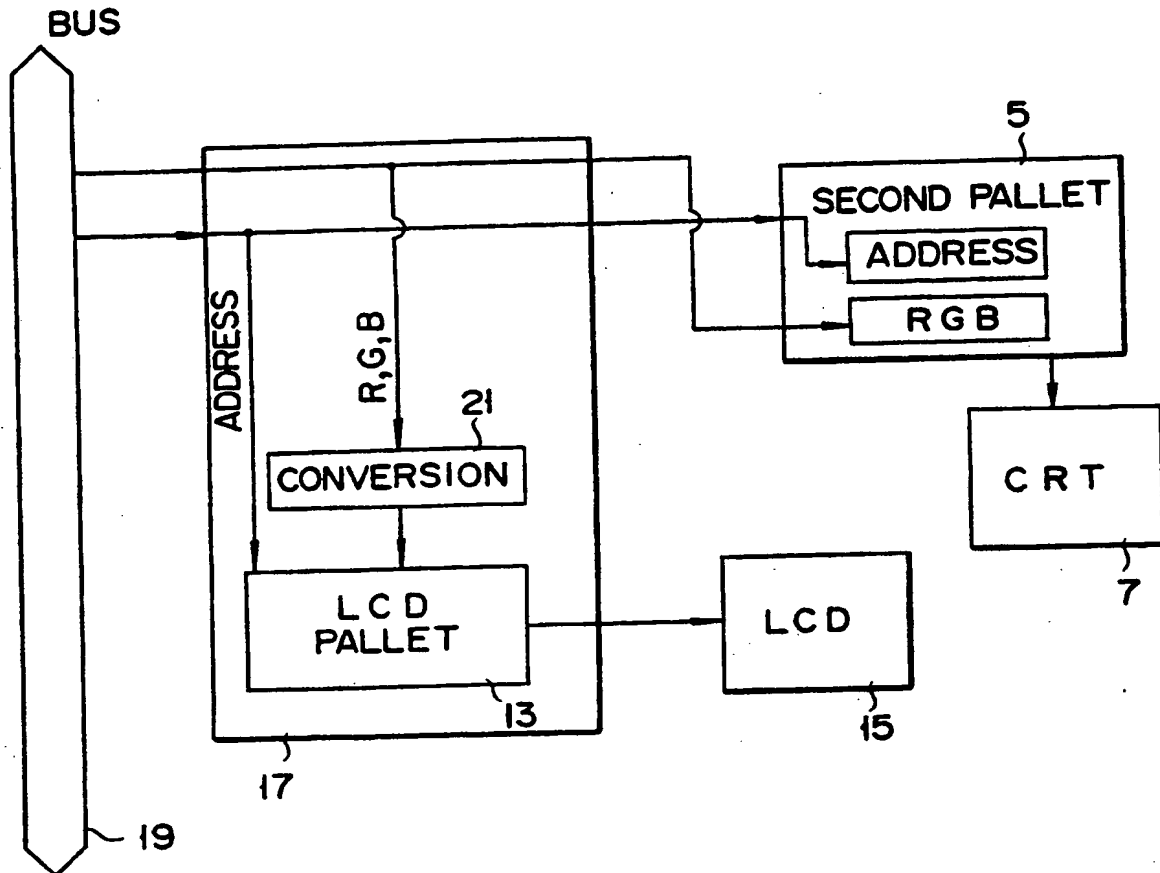 BUS
5
SECOND PALLET
ADDRESS
RGB
ADDRESS
R,G,B
21
CONVERSION
CRT
7
LCD
PALLET
13
LCD
15
17
19